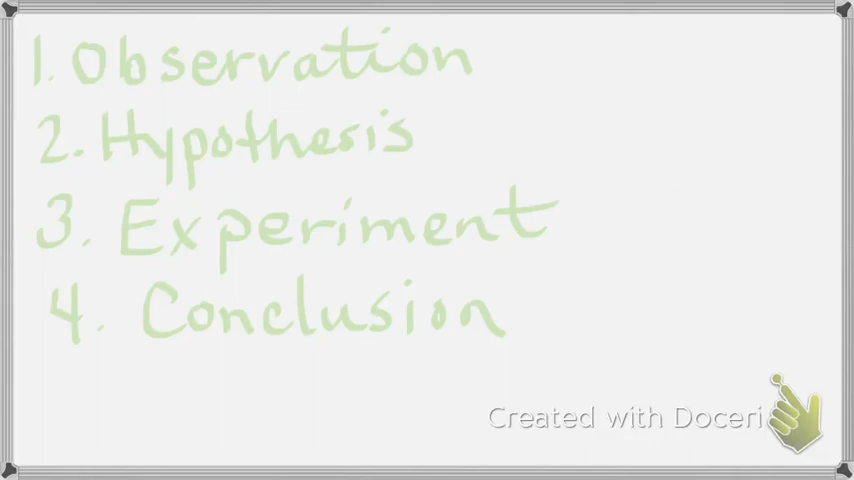 1. Observation
2. Hypothesis
3. Experiment
4. Conclusion
Created with Doceri